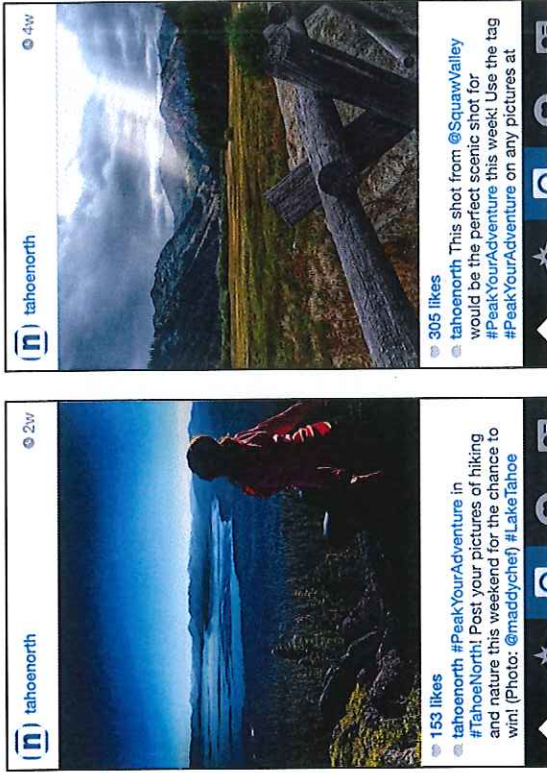 tahoenorth
2w
153 likes
tahoenorth #PeakYourAdventure in
#TahoeNorth! Post your pictures of hiking
and nature this weekend for the chance to
win! (Photo: @maddychef) #LakeTahoe
tahoenorth
4w
305 likes
tahoenorth This shot from @SquawValley
would be the perfect scenic shot for
#PeakYourAdventure this week! Use the tag
#PeakYourAdventure on any pictures at